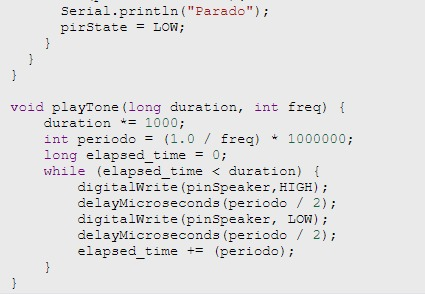 Serial.println("Parado");
pirState = LOW;
}
}
}
void playTone(long duration, int freq) {
duration *= 1000;
int periodo = (1.0 / freq) * 1000000;
long elapsed_time = 0;
while (elapsed_time < duration) {
digitalWrite(pinSpeaker,HIGH);
delayMicroseconds(periodo / 2);
digitalWrite(pinSpeaker, LOW);
delayMicroseconds(periodo / 2);
elapsed_time += (periodo);
}
}